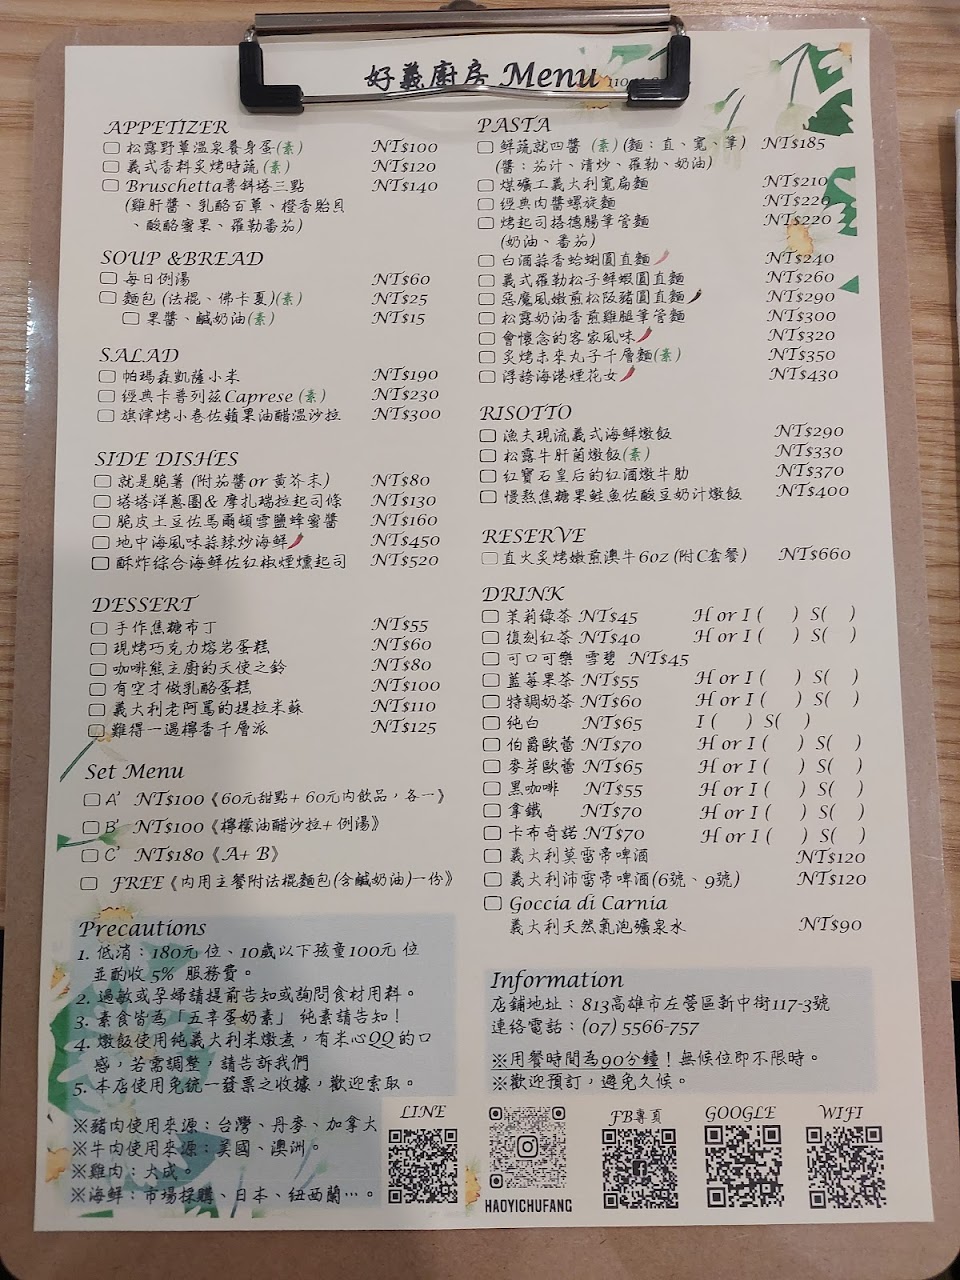 好義廚房 Menu
APPETIZER
松露野蕈溫泉養身蛋(素) NT$100
義式香料炙烤時蔬(素) NT$120
Bruschetta普斜塔三點 NT$140
(雞肝醬、乳酪百蕈、橙香貽貝
、酸酪蜜果、羅勒番茄)
SOUP &BREAD
每日例湯 NT$60
麵包 (法棍、佛卡夏)(素) NT$25
果醬、鹹奶油(素) NT$15
SALAD
帕瑪森凱薩小米 NT$190
經典卡普列茲Caprese (素) NT$230
旗津烤小卷佐蘋果油醋溫沙拉 NT$300
SIDE DISHES
就是脆薯 (附茄醬or 黃芥末) NT$80
塔塔洋蔥圈& 摩扎瑞拉起司條 NT$130
脆皮土豆佐馬爾頓雪鹽蜂蜜醬 NT$160
地中海風味蒜辣炒海鮮 NT$450
酥炸綜合海鮮佐紅椒煙燻起司 NT$520
DESSERT
手作焦糖布丁 NT$55
現烤巧克力熔岩蛋糕 NT$60
咖啡熊主廚的天使之鈴 NT$80
有空才做乳酪蛋糕 NT$100
義大利老阿罵的提拉米蘇 NT$110
難得一遇檸香千層派 NT$125
Set Menu
A' NT$100《60元甜點+ 60元內飲品，各一》
B' NT$100《檸檬油醋沙拉+ 例湯》
C' NT$180《A+ B》
FREE《內用主餐附法棍麵包(含鹹奶油)一份》
Precautions
1. 低消：180元 位、10歲以下孩童100元 位
並酌收 5% 服務費。
2. 過敏或孕婦請提前告知或詢問食材用料。
3. 素食皆為「五辛蛋奶素」 純素請告知！
4. 燉飯使用純義大利米燉煮，有米心QQ的口
感，若需調整，請告訴我們
5. 本店使用免統一發票之收據，歡迎索取。
※豬肉使用來源：台灣、丹麥、加拿大
※牛肉使用來源：美國、澳洲。
※雞肉：大成。
※海鮮：市場採購、日本、紐西蘭…。
PASTA
鮮蔬就四醬 (素) (麵：直、寬、筆) NT$185
(醬：茄汁、清炒、羅勒、奶油)
煤礦工義大利寬扁麵 NT$210
經典肉醬螺旋麵 NT$220
烤起司搭德腸筆管麵 NT$220
(奶油、番茄)
白酒蒜香蛤蜊圓直麵 NT$240
義式羅勒松子鮮蝦圓直麵 NT$260
惡魔風嫩煎松阪豬圓直麵 NT$290
松露奶油香煎雞腿筆管麵 NT$300
會懷念的客家風味 NT$320
炙烤未來丸子千層麵(素) NT$350
浮誇海港煙花女 NT$430
RISOTTO
漁夫現流義式海鮮燉飯 NT$290
松露牛肝菌燉飯(素) NT$330
紅寶石皇后的紅酒燉牛肋 NT$370
慢熬焦糖果鮭魚佐酸豆奶汁燉飯 NT$400
RESERVE
直火炙烤嫩煎澳牛6oz (附C套餐) NT$660
DRINK
茉莉綠茶 NT$45 H or I ( ) S( )
復刻紅茶 NT$40 H or I ( ) S( )
可口可樂 雪碧 NT$45
藍莓果茶 NT$55 H or I ( ) S( )
特調奶茶 NT$60 H or I ( ) S( )
純白 NT$65 I ( ) S( )
伯爵歐蕾 NT$70 H or I ( ) S( )
麥芽歐蕾 NT$65 H or I ( ) S( )
黑咖啡 NT$55 H or I ( ) S( )
拿鐵 NT$70 H or I ( ) S( )
卡布奇諾 NT$70 H or I ( ) S( )
義大利莫雷帝啤酒 NT$120
義大利沛雷帝啤酒(6號、9號) NT$120
Goccia di Carnia
義大利天然氣泡礦泉水 NT$90
Information
店鋪地址：813高雄市左營區新中街117-3號
連絡電話：(07) 5566-757
※用餐時間為90分鐘！無候位即不限時。
※歡迎預訂，避免久候。
LINE
HAOYICHUFANG
FB專頁
GOOGLE
WIFI